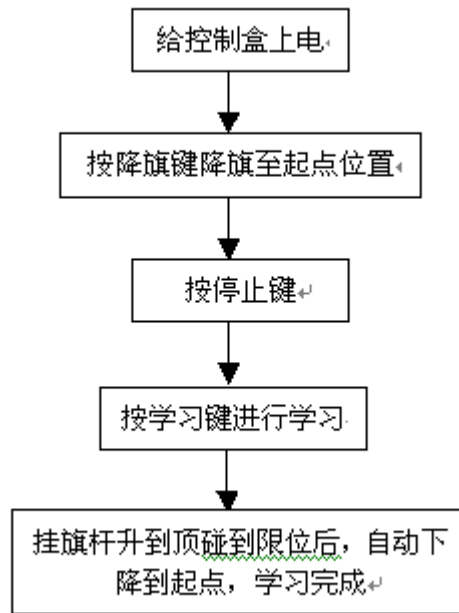 给控制盒上电
按降旗键降旗至起点位置
按停止键
按学习键进行学习
挂旗杆升到顶碰到限位后，自动下
降到起点，学习完成